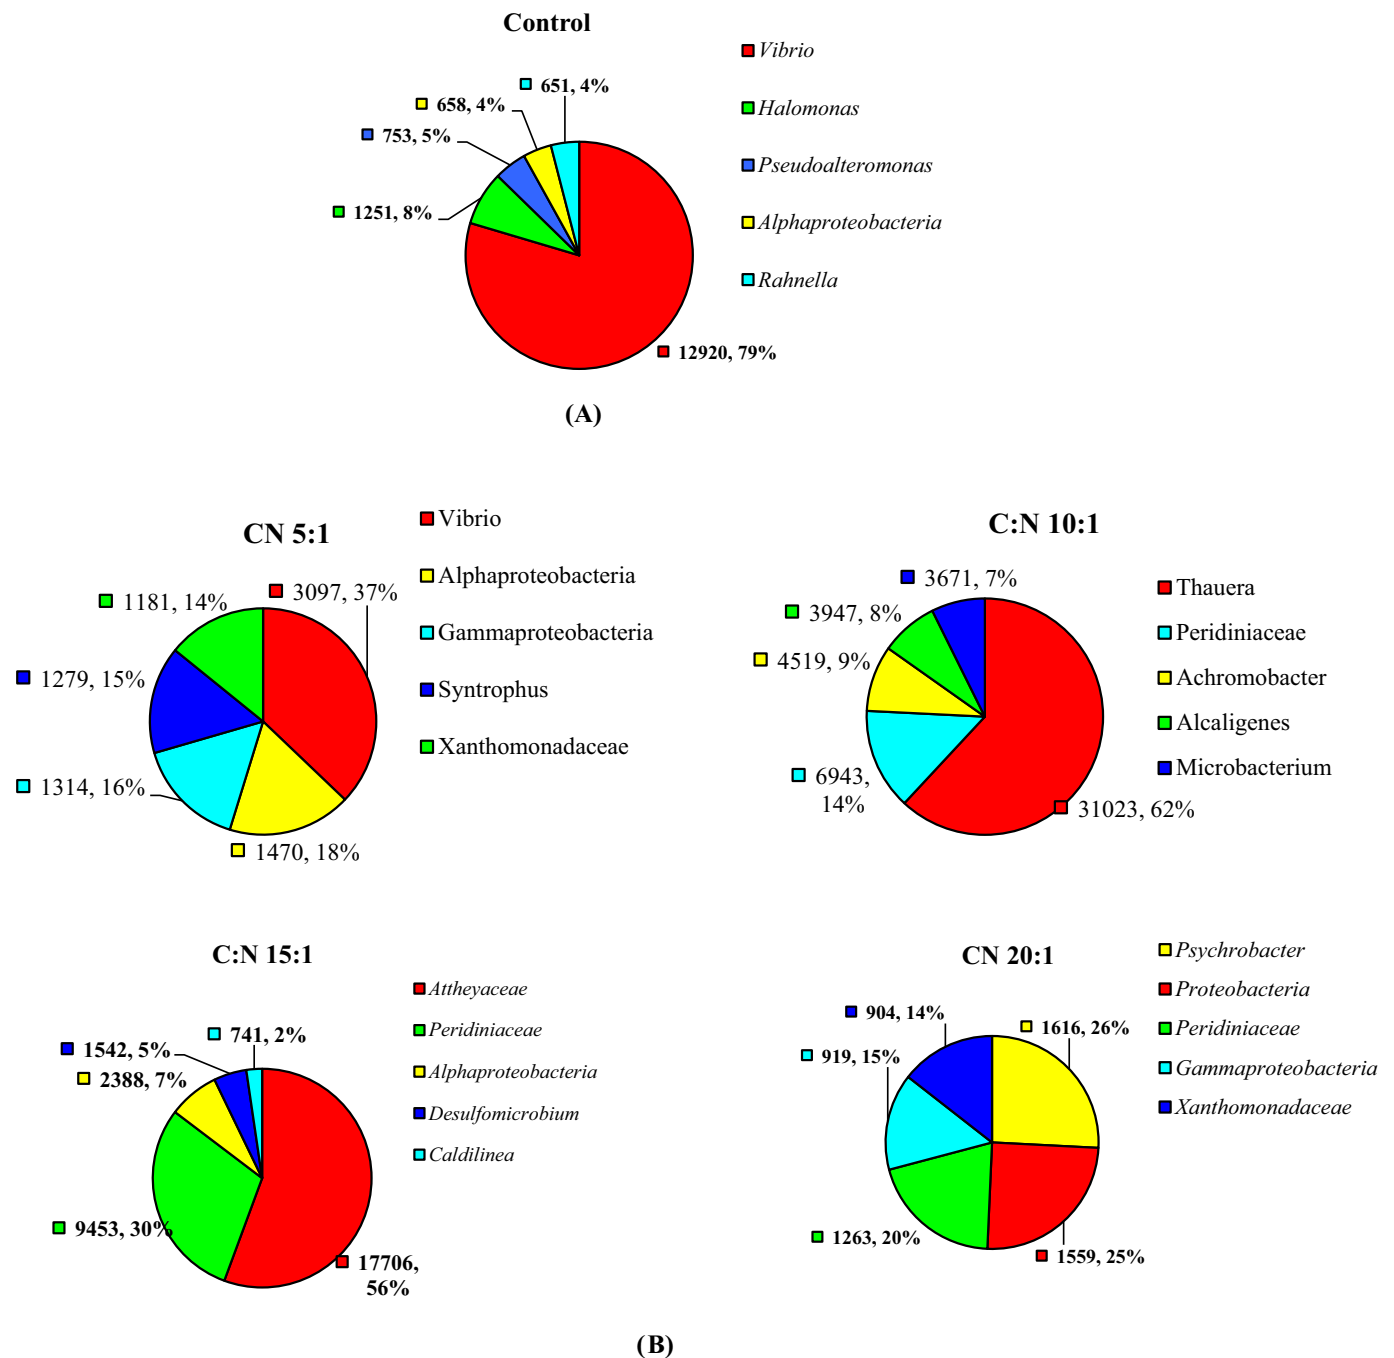 Control
651, 4%
658, 4%
753, 5%
1251, 8%
12920, 79%
Vibrio
Halomonas
Pseudoalteromonas
Alphaproteobacteria
Rahnella
(A)
CN 5:1
3097, 37%
1181, 14%
1279, 15%
1314, 16%
1470, 18%
Vibrio
Alphaproteobacteria
Gammaproteobacteria
Syntrophus
Xanthomonadaceae
C:N 10:1
3671, 7%
3947, 8%
4519, 9%
6943,
14%
31023, 62%
Thauera
Peridiniaceae
Achromobacter
Alcaligenes
Microbacterium
C:N 15:1
741, 2%
1542, 5%
2388, 7%
9453, 30%
17706,
56%
Attheyaceae
Peridiniaceae
Alphaproteobacteria
Desulfomicrobium
Caldilinea
CN 20:1
904, 14%
1616, 26%
919, 15%
1263, 20%
1559, 25%
Psychrobacter
Proteobacteria
Peridiniaceae
Gammaproteobacteria
Xanthomonadaceae
(B)